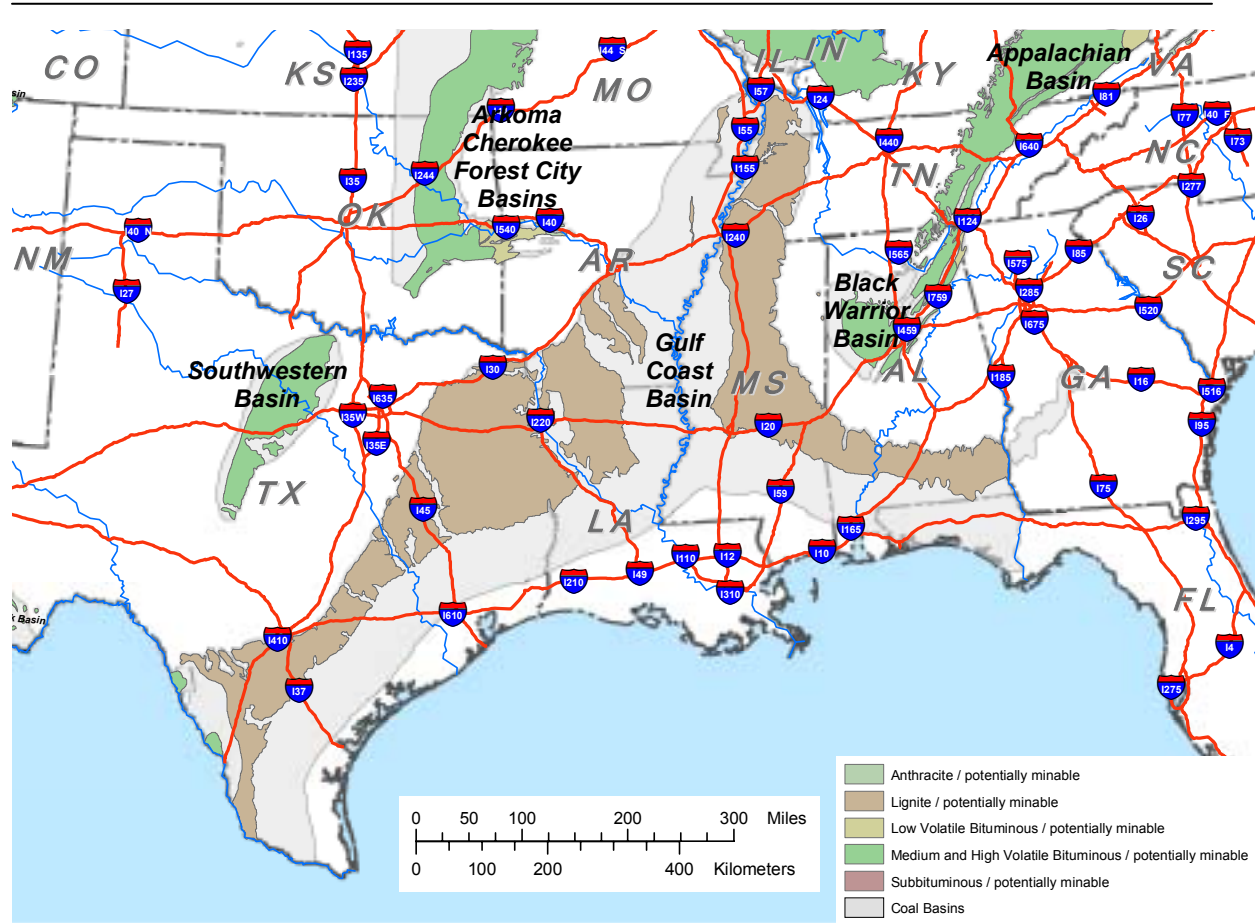 CO
KS
MO
IL
IN
KY
VA
Appalachian
Basin
I135
I235
44 S
I57
I24
I81
I55
I77
40 E
I73
Arkoma
Cherokee
Forest City
Basins
I155
I440
I640
NC
I244
I35
TN
I277
OK
I124
I26
40 N
I540
I40
I240
NM
AR
I565
I575
I85
SC
I27
Black
Warrior
Basin
I759
I285
I520
I459
I675
Southwestern
Basin
Gulf
Coast
Basin
I30
MS
AL
I185
GA
I16
I516
I635
I35W
I220
I20
I95
I35E
TX
I45
I59
I75
LA
I165
I295
I110
I12
I10
I210
I49
I310
k Basin
I610
FL
I410
I4
I37
I275
0 50 100 200 300 Miles
0 100 200 400 Kilometers
Anthracite / potentially minable
Lignite / potentially minable
Low Volatile Bituminous / potentially minable
Medium and High Volatile Bituminous / potentially minable
Subbituminous / potentially minable
Coal Basins